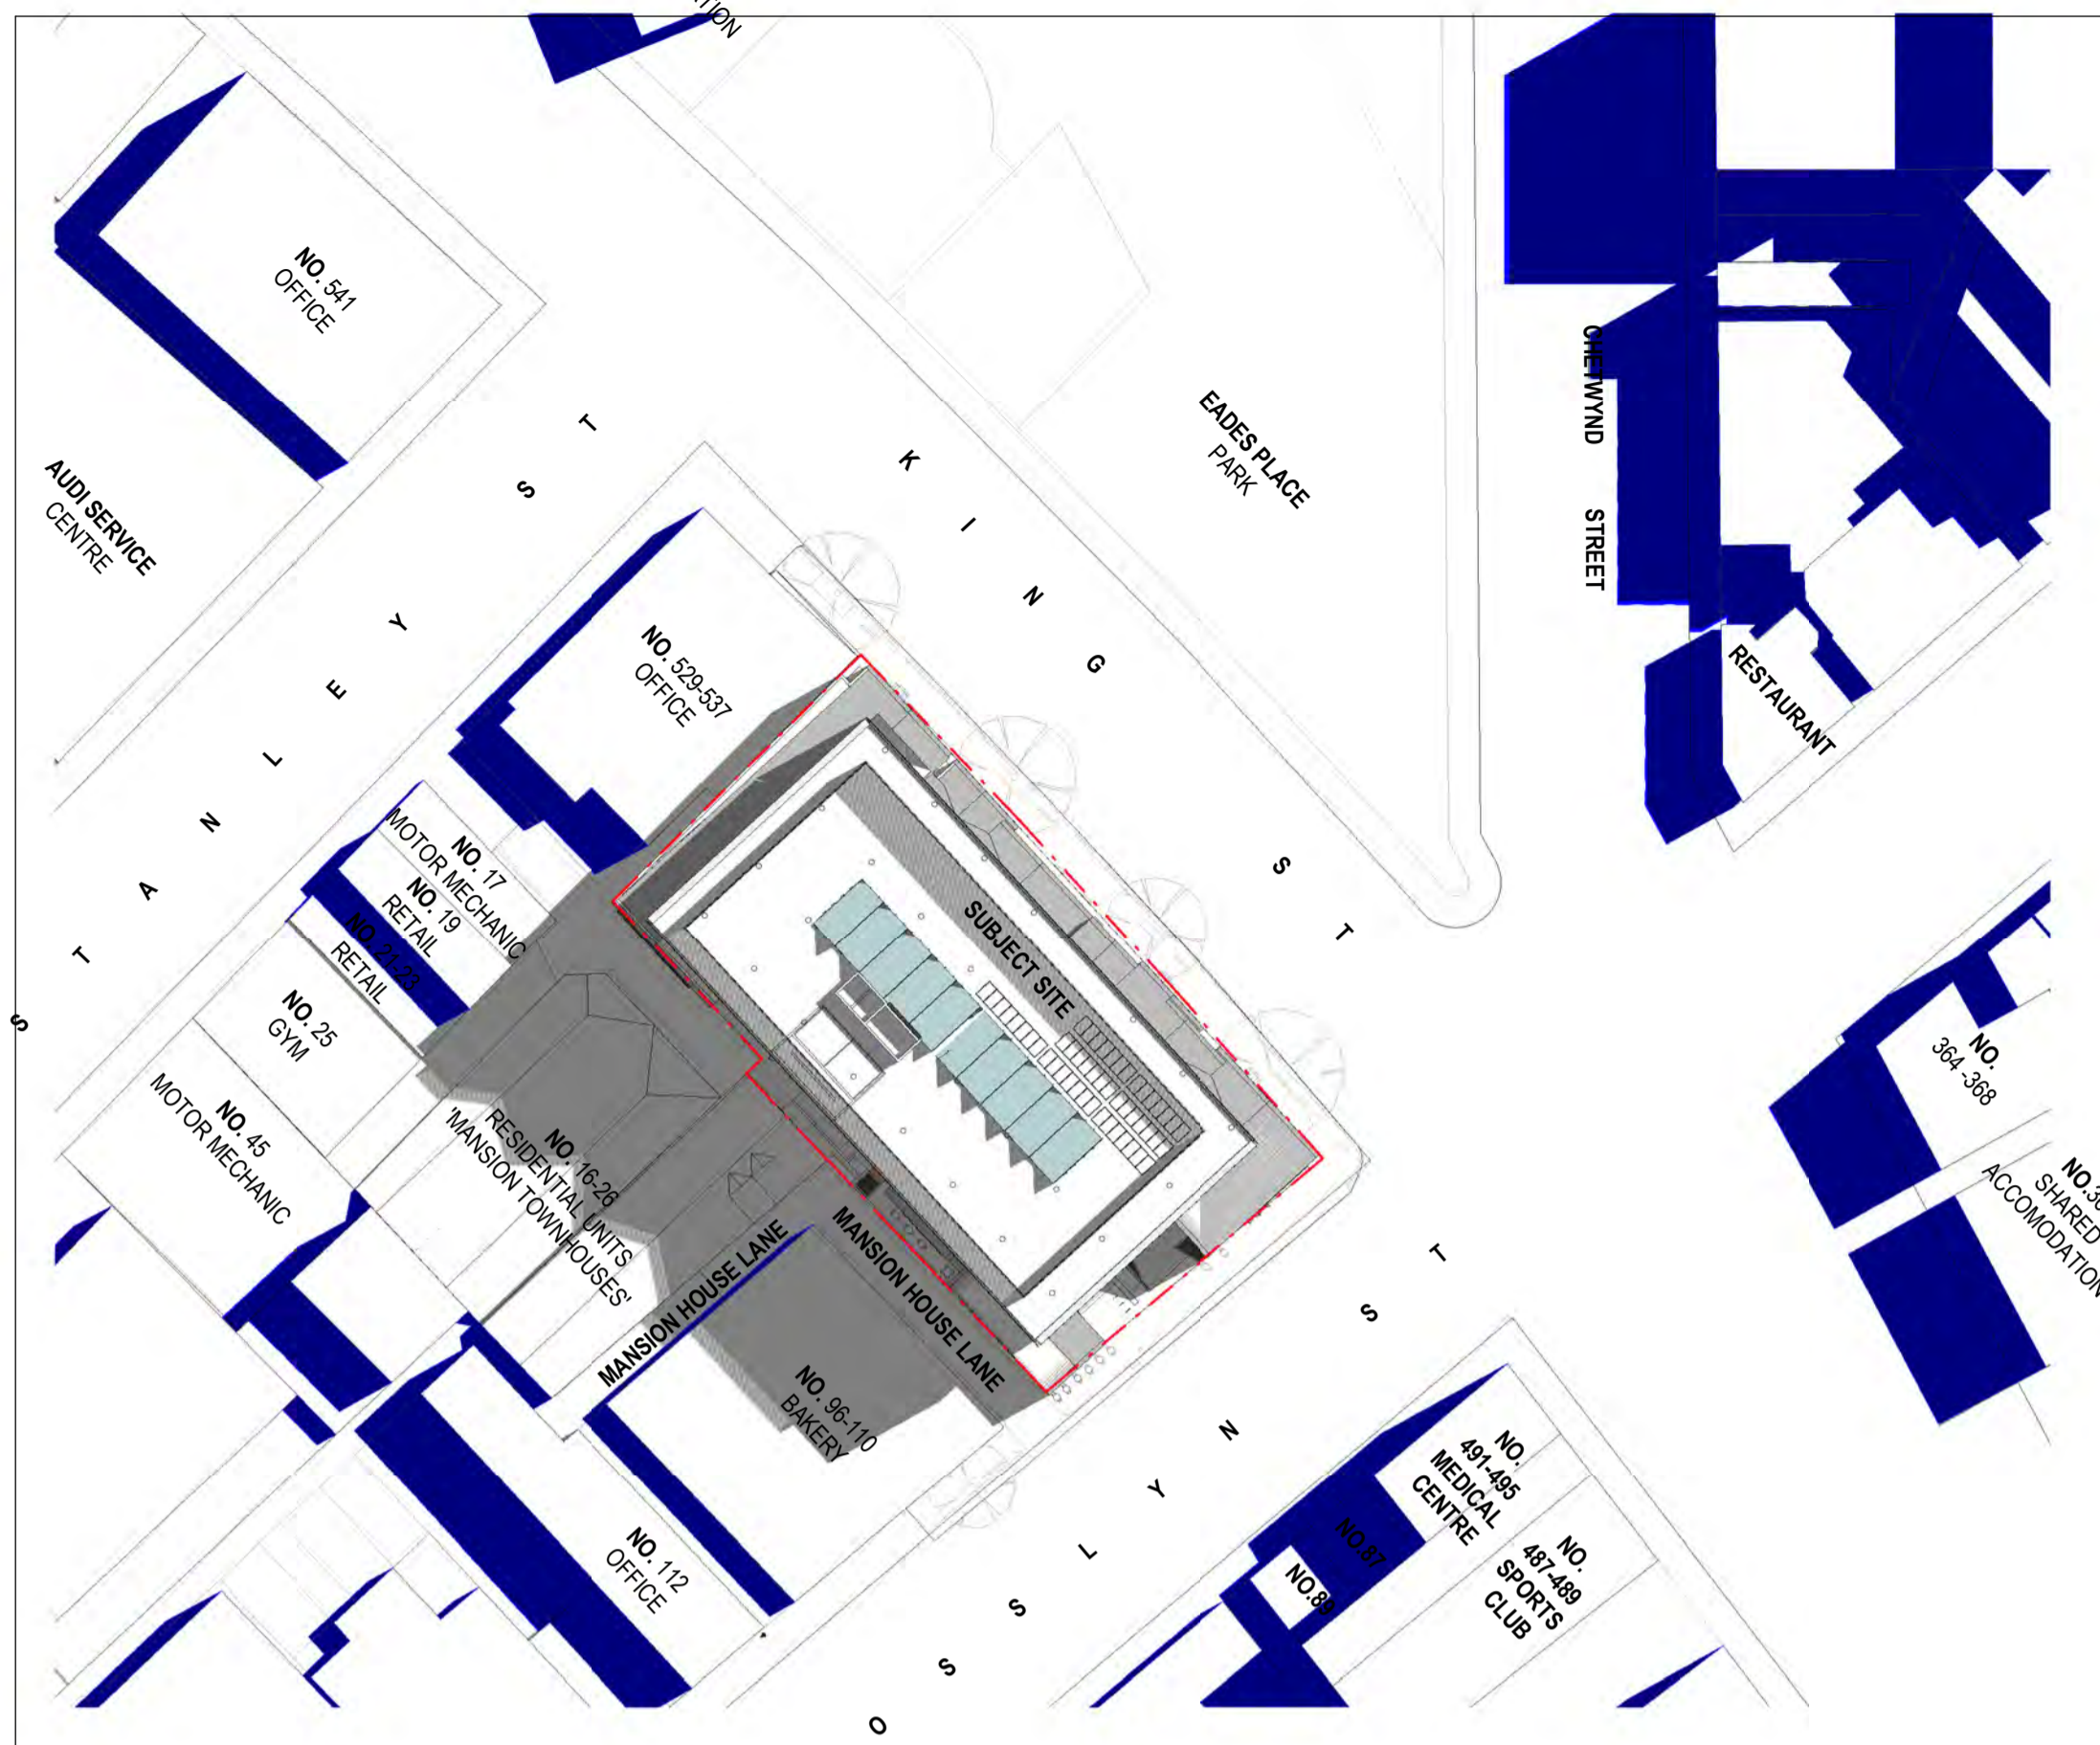 NO. 541
OFFICE
AUDI SERVICE
CENTRE
STANLEY ST
KING ST
EADES PLACE
PARK
CHETWYND STREET
RESTAURANT
NO. 529-537
OFFICE
NO. 17
MOTOR MECHANIC
NO. 19
RETAIL
NO. 21-23
RETAIL
NO. 25
GYM
NO. 45
MOTOR MECHANIC
SUBJECT SITE
NO. 16-26
RESIDENTIAL UNITS
'MANSION TOWNHOUSES'
MANSION HOUSE LANE
MANSION HOUSE LANE
NO. 96-110
BAKERY
NO. 112
OFFICE
OSSLYN ST
NO.
364 -368
SHARED
ACCOMODATION
NO.
491-495
MEDICAL
CENTRE
NO.
487-489
SPORTS
CLUB
NO.87
NO.89